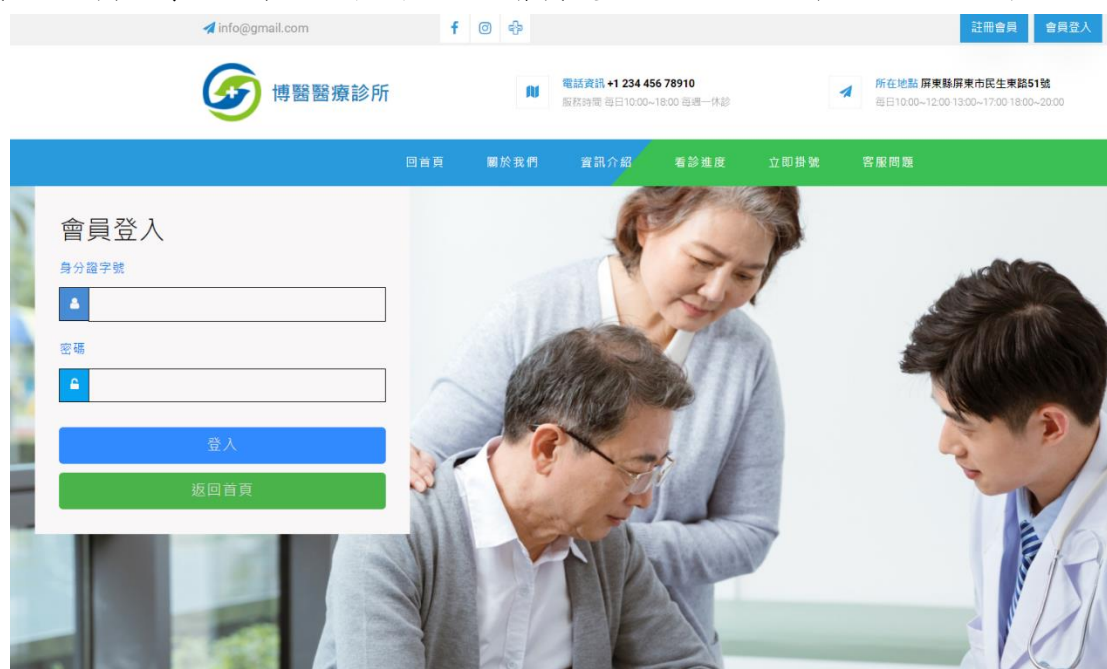 info@gmail.com
註冊會員 會員登入
博醫醫療診所
電話資訊 +1 234 456 78910
服務時間 每日10:00~18:00 每週一休診
所在地點 屏東縣屏東市民生東路51號
每日10:00~12:00 13:00~17:00 18:00~20:00
回首頁 關於我們 資訊介紹 看診進度 立即掛號 客服問題
會員登入
身分證字號
密碼
登入
返回首頁